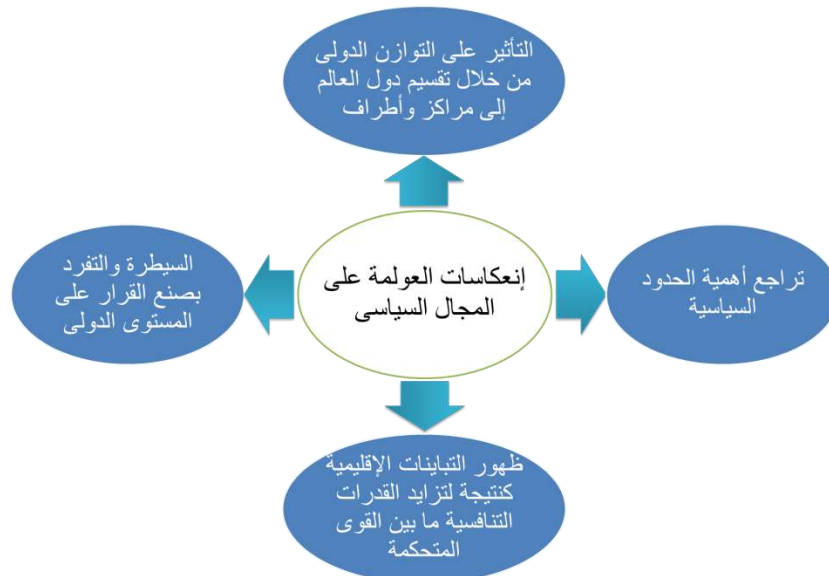 التأثير على التوازن الدولى
من خلال تقسيم دول العالم
إلى مراكز وأطراف
إنعكاسات العولمة على
المجال السياسى
تراجع أهمية الحدود
السياسية
السيطرة والتفرد
بصنع القرار على
المستوى الدولى
ظهور التباينات الإقليمية
كنتيجة لتزايد القدرات
التنافسية ما بين القوى
المتحكمة